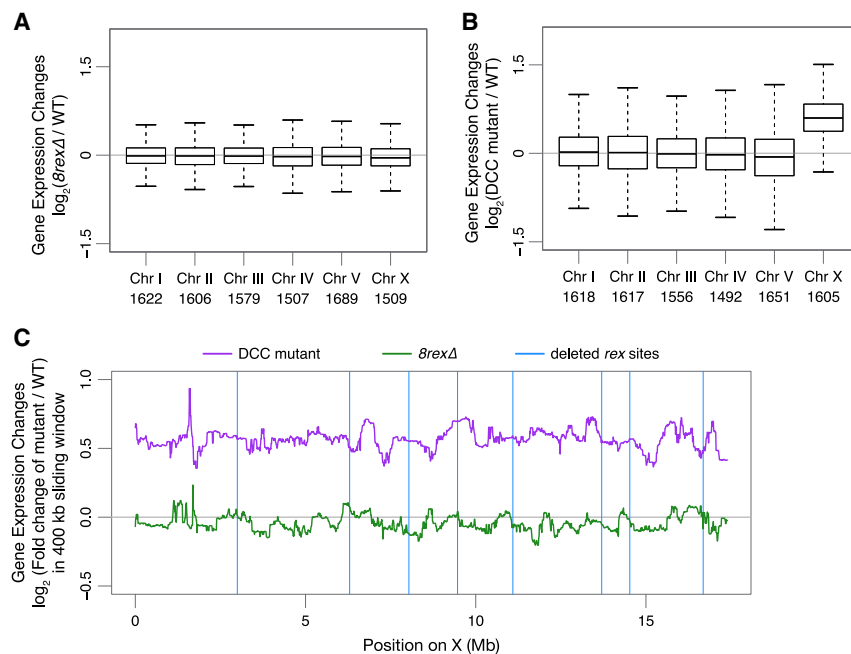 A
Gene Expression Changes
log2(8rexΔ / WT)
1.5
0
-1.5
Chr I Chr II Chr III Chr IV Chr V Chr X
1622 1606 1579 1507 1689 1509
B
Gene Expression Changes
log2(DCC mutant / WT)
1.5
0
-1.5
Chr I Chr II Chr III Chr IV Chr V Chr X
1618 1617 1556 1492 1651 1605
C
DCC mutant 8rexΔ deleted rex sites
Gene Expression Changes
log2 (Fold change of mutant / WT)
in 400 kb sliding window
1.0
0.5
0.0
-0.5
0 5 10 15
Position on X (Mb)